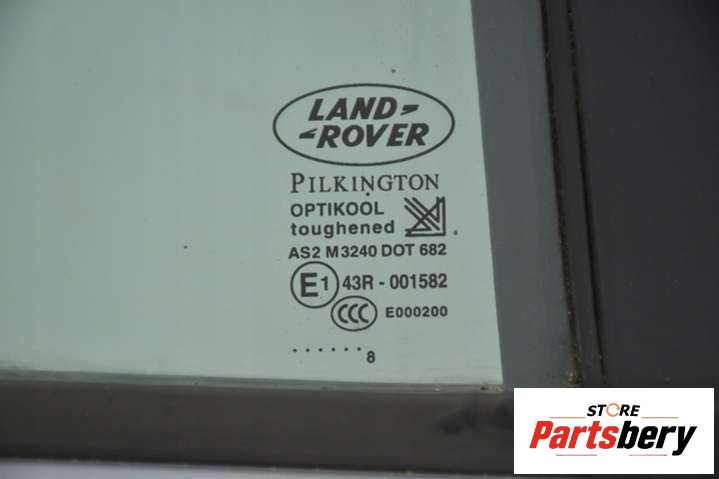 LAND
ROVER
PILKINGTON
OPTIKOOL
toughened
AS2 M3240 DOT 682
E1 43R - 001582
CCC E000200
...... 8
STORE
Partsbery